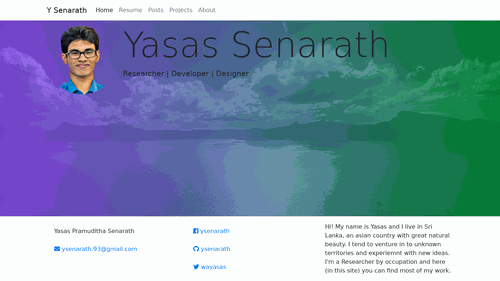 Y Senarath Home Resume Posts Projects About
Yasas Senarath
Researcher | Developer | Designer
Yasas Pramuditha Senarath
ysenarath.93@gmail.com
ysenarath
ysenarath
wayasas
Hi! My name is Yasas and I live in Sri
Lanka, an asian country with great natural
beauty. I tend to venture in to unknown
territories and experiemnt with new ideas.
I'm a Researcher by occupation and here
(in this site) you can find most of my work.